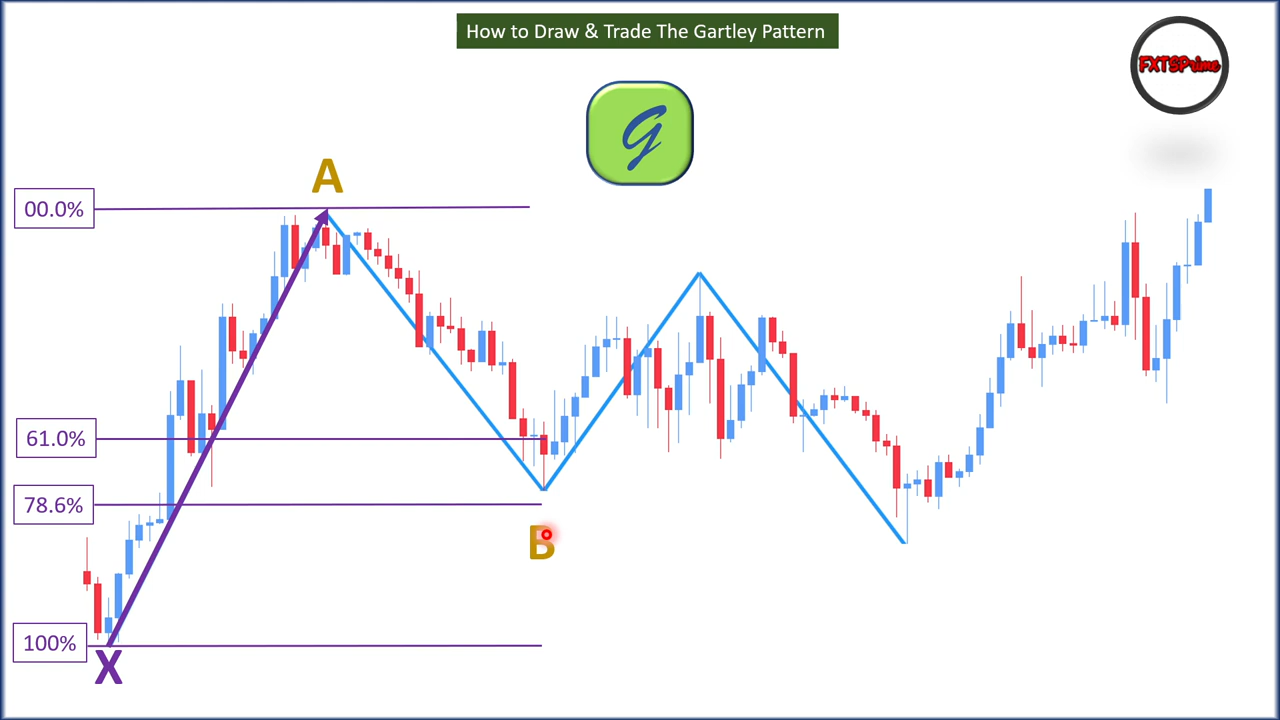 How to Draw & Trade The Gartley Pattern
FXTSPrime
G
A
00.0%
61.0%
78.6%
B
100%
X